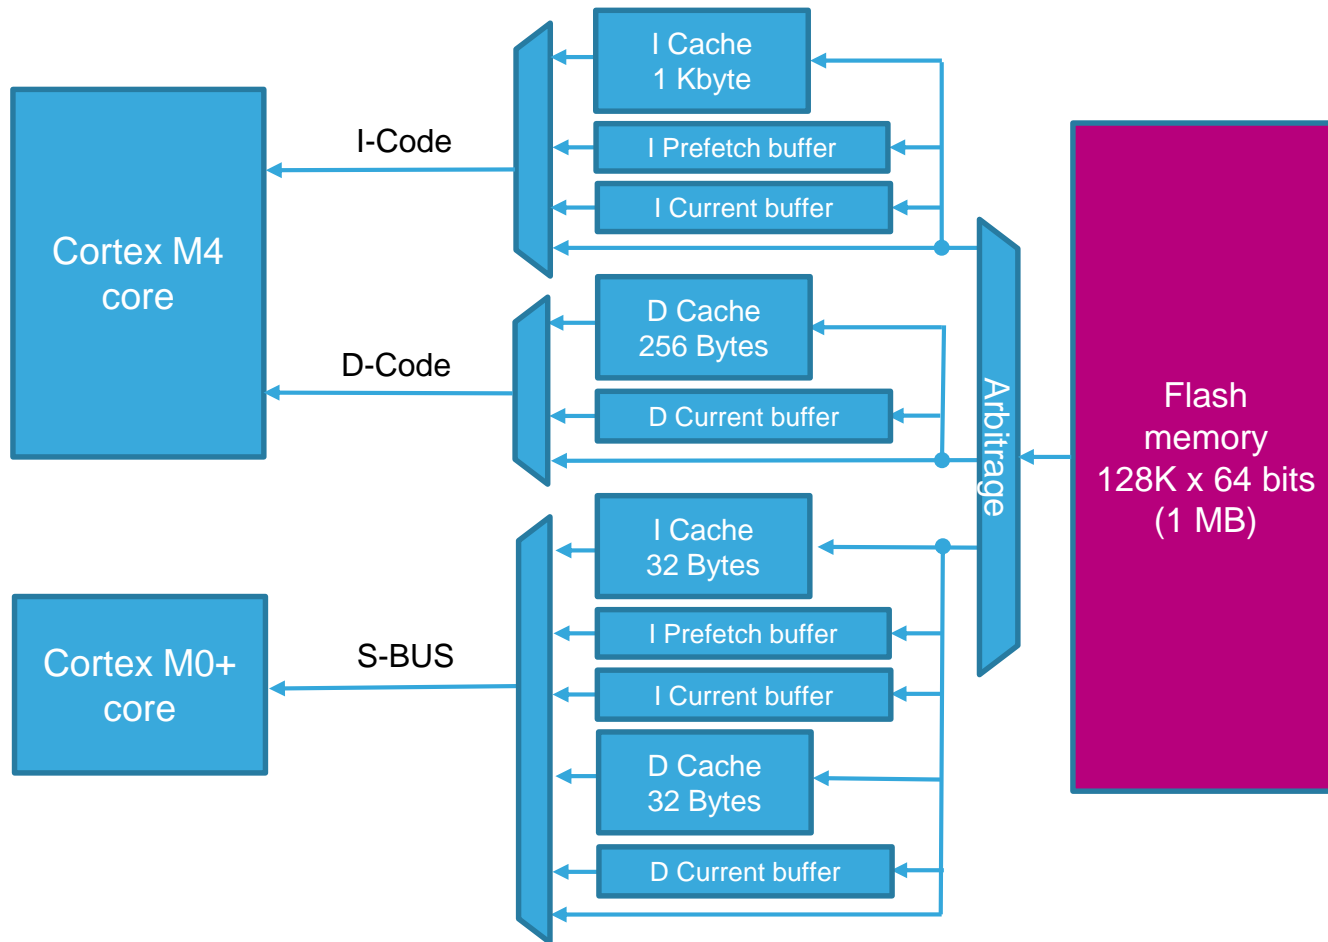 I Cache
1 Kbyte
I-Code
I Prefetch buffer
I Current buffer
Cortex M4
core
D Cache
256 Bytes
D-Code
D Current buffer
Arbitrage
Flash
memory
128K x 64 bits
(1 MB)
I Cache
32 Bytes
I Prefetch buffer
S-BUS
Cortex M0+
core
I Current buffer
D Cache
32 Bytes
D Current buffer